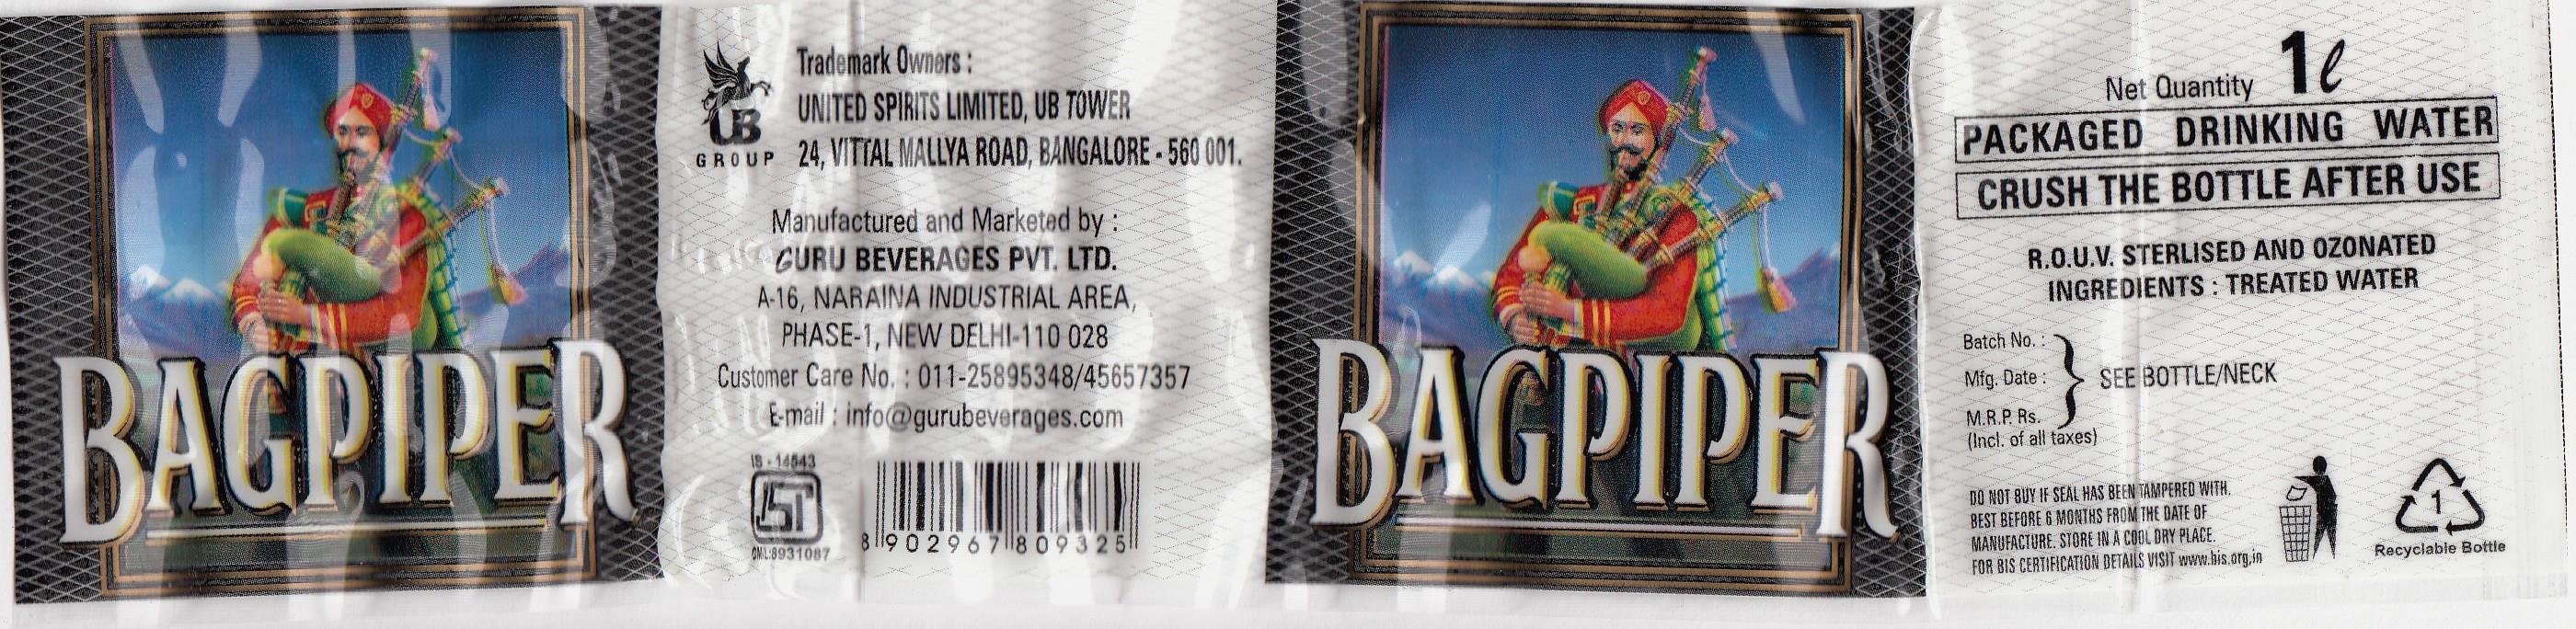 BAGPIPER
UB
GROUP
Trademark Owners :
UNITED SPIRITS LIMITED, UB TOWER
24, VITTAL MALLYA ROAD, BANGALORE - 560 001.
Manufactured and Marketed by :
GURU BEVERAGES PVT. LTD.
A-16, NARAINA INDUSTRIAL AREA,
PHASE-1, NEW DELHI-110 028
Customer Care No. : 011-25895348/45657357
E-mail : info@gurubeverages.com
IS - 14543
ISI
CM/L:8931087
8 902967 809325
BAGPIPER
Net Quantity 1ℓ
PACKAGED DRINKING WATER
CRUSH THE BOTTLE AFTER USE
R.O.U.V. STERLISED AND OZONATED
INGREDIENTS : TREATED WATER
Batch No. :
Mfg. Date : SEE BOTTLE/NECK
M.R.P. Rs.
(Incl. of all taxes)
DO NOT BUY IF SEAL HAS BEEN TAMPERED WITH.
BEST BEFORE 6 MONTHS FROM THE DATE OF
MANUFACTURE. STORE IN A COOL DRY PLACE.
FOR BIS CERTIFICATION DETAILS VISIT www.bis.org.in
1
Recyclable Bottle